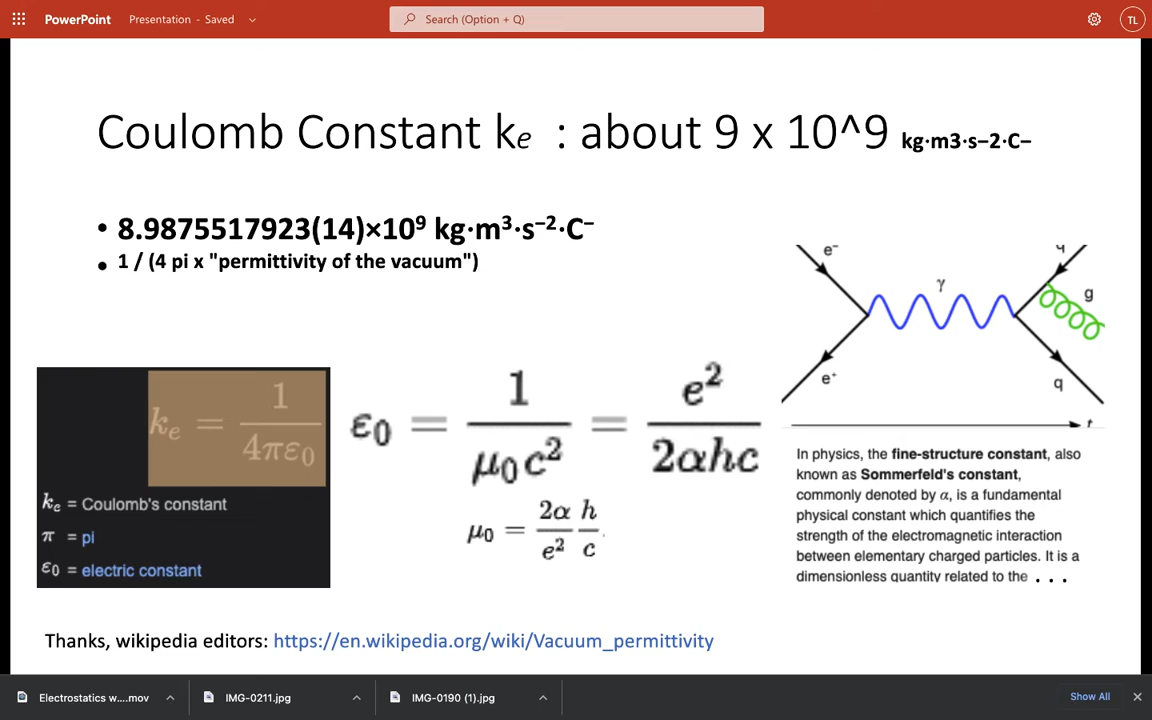 PowerPoint Presentation - Saved Search (Option + Q) TL
Coulomb Constant ke : about 9 x 10^9 kg·m3·s−2·C−
• 8.9875517923(14)×10⁹ kg·m³·s⁻²·C⁻
• 1 / (4 pi x "permittivity of the vacuum")
e⁻
γ
q
g
e⁺
q
t
kₑ = 1 / 4πε₀
kₑ = Coulomb's constant
π = pi
ε₀ = electric constant
ε₀ = 1 / μ₀c² = e² / 2αhc
μ₀ = 2α / e² h / c
In physics, the fine-structure constant, also
known as Sommerfeld's constant,
commonly denoted by α, is a fundamental
physical constant which quantifies the
strength of the electromagnetic interaction
between elementary charged particles. It is a
dimensionless quantity related to the . . .
Thanks, wikipedia editors: https://en.wikipedia.org/wiki/Vacuum_permittivity
Electrostatics w....mov IMG-0211.jpg IMG-0190 (1).jpg Show All